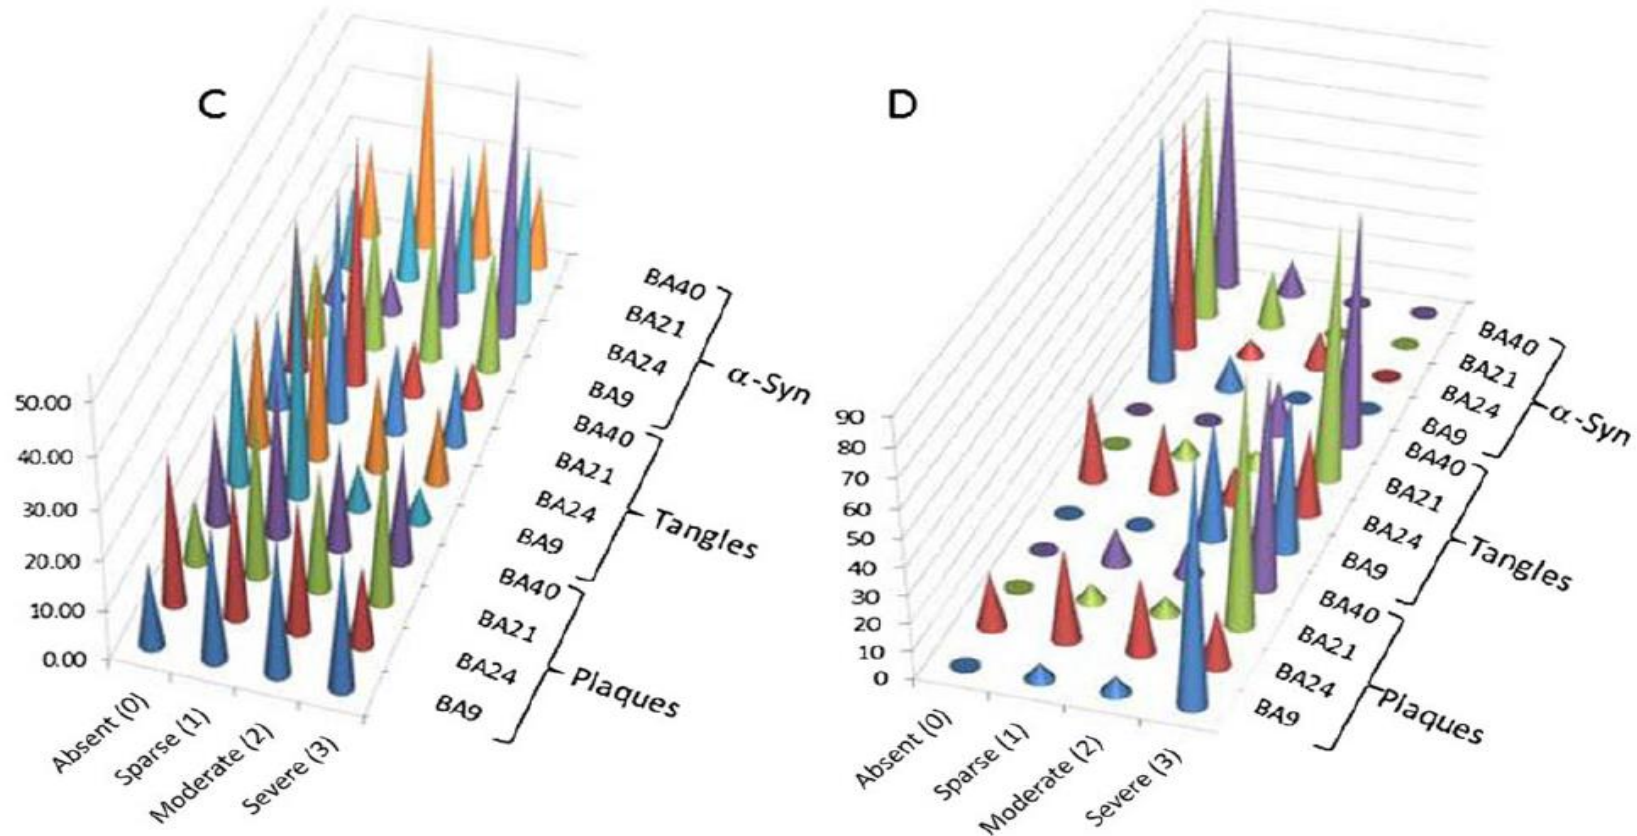 C
50.00
40.00
30.00
20.00
10.00
0.00
Absent (0)
Sparse (1)
Moderate (2)
Severe (3)
BA40
BA21
BA24
BA9
α-Syn
BA40
BA21
BA24
BA9
Tangles
BA40
BA21
BA24
BA9
Plaques
D
90
80
70
60
50
40
30
20
10
0
Absent (0)
Sparse (1)
Moderate (2)
Severe (3)
BA40
BA21
BA24
BA9
α-Syn
BA40
BA21
BA24
BA9
Tangles
BA40
BA21
BA24
BA9
Plaques